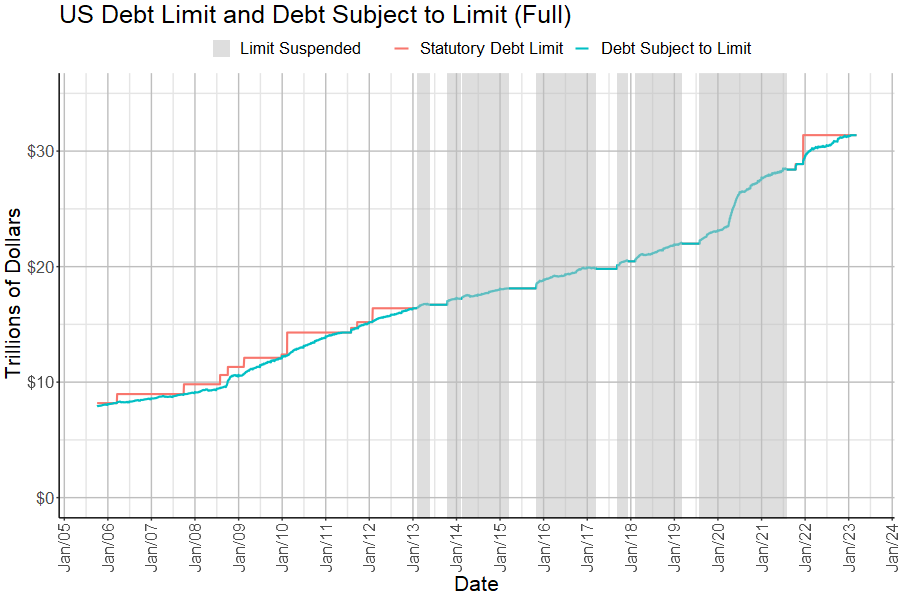 US Debt Limit and Debt Subject to Limit (Full)
Limit Suspended Statutory Debt Limit Debt Subject to Limit
Trillions of Dollars
$30
$20
$10
$0
Jan/05 Jan/06 Jan/07 Jan/08 Jan/09 Jan/10 Jan/11 Jan/12 Jan/13 Jan/14 Jan/15 Jan/16 Jan/17 Jan/18 Jan/19 Jan/20 Jan/21 Jan/22 Jan/23 Jan/24
Date